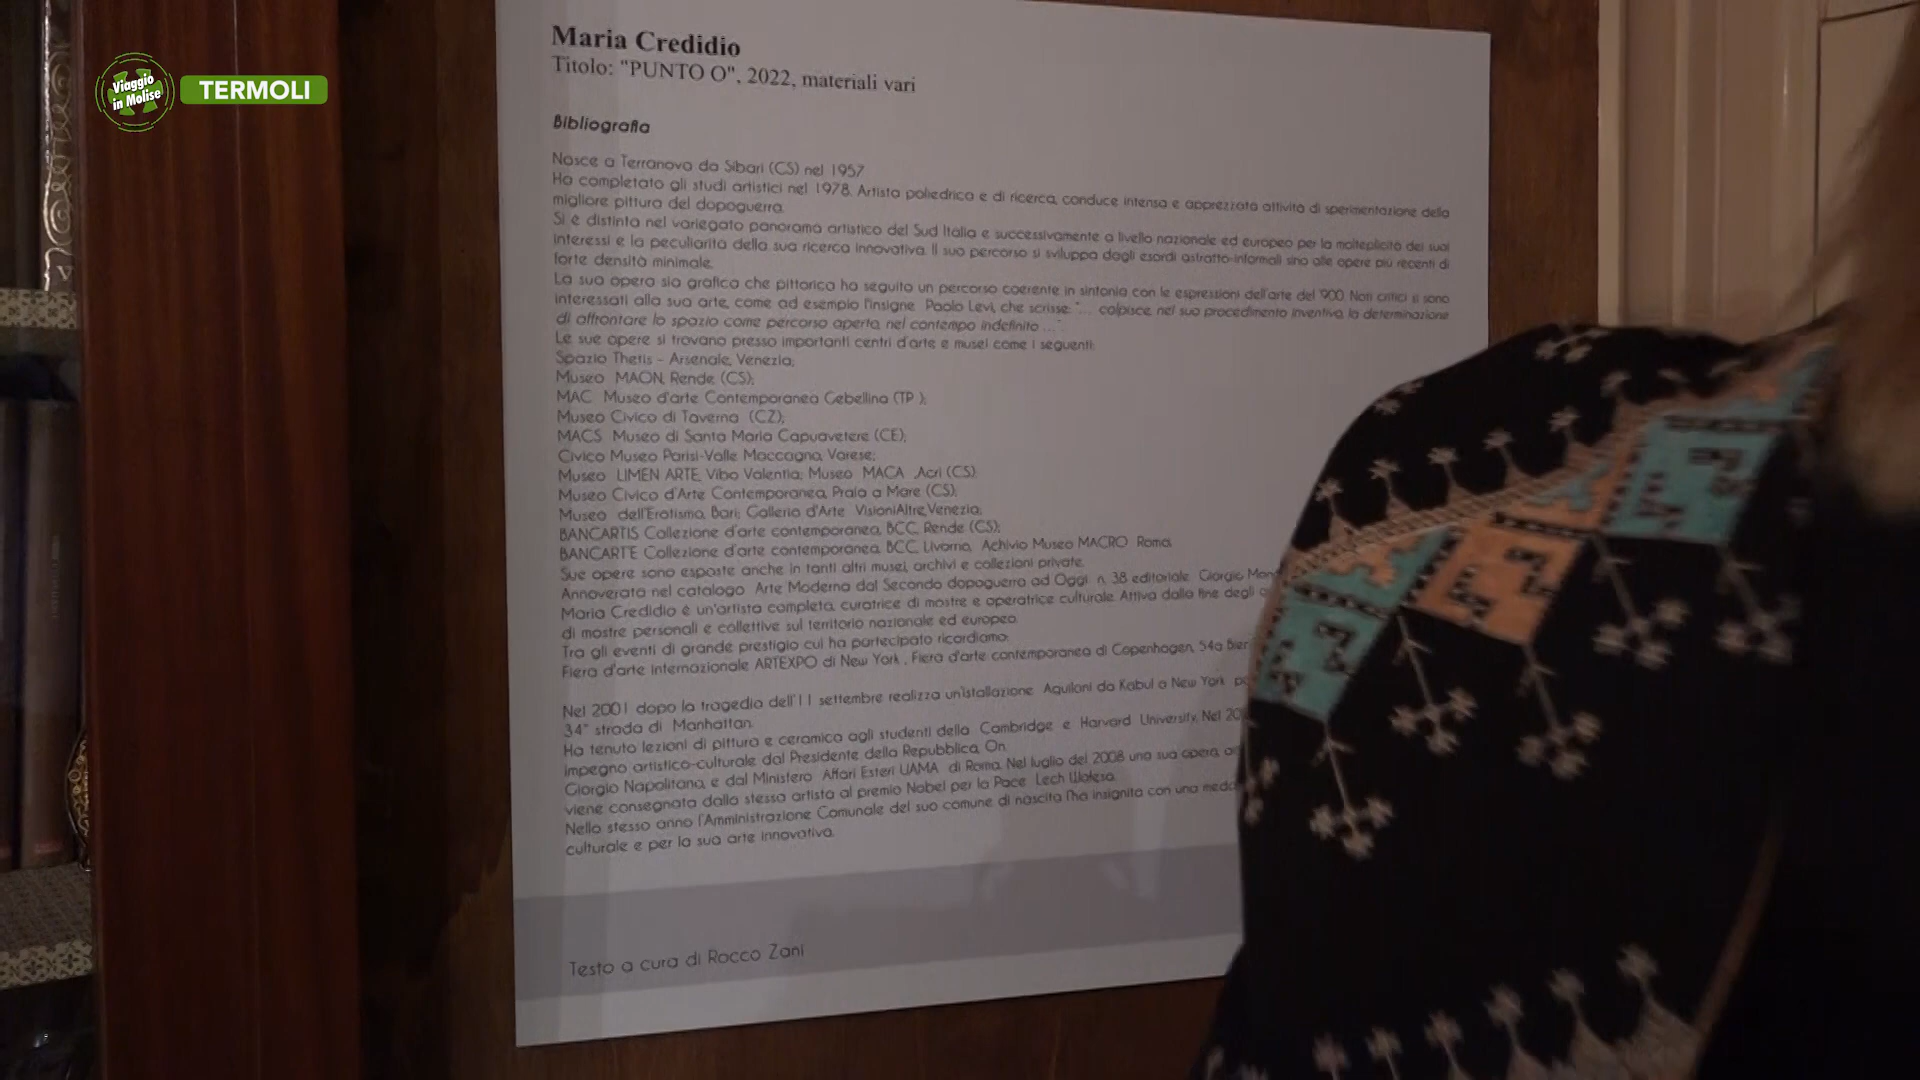 Viaggio
in Molise
TERMOLI
Maria Credidio
Titolo: "PUNTO O", 2022, materiali vari
Bibliografia
Nasce a Terranova da Sibari (CS) nel 1957
Ha completato gli studi artistici nel 1978. Artista poliedrica e di ricerca, conduce intensa e apprezzata attività di sperimentazione della
migliore pittura del dopoguerra.
Si è distinta nel variegato panorama artistico del Sud Italia e successivamente a livello nazionale ed europeo per la molteplicità dei suoi
interessi e la peculiarità della sua ricerca innovativa. Il suo percorso si sviluppa dagli esordi astratto-informali sino alle opere più recenti di
forte densità minimale.
La sua opera sia grafica che pittorica ha seguito un percorso coerente in sintonia con le espressioni dell'arte del '900. Noti critici si sono
interessati alla sua arte, come ad esempio l'insigne Paolo Levi, che scrisse: "... colpisce, nel suo procedimento inventivo, la determinazione
di affrontare lo spazio come percorso aperto, nel contempo indefinito ..."
Le sue opere si trovano presso importanti centri d'arte e musei come i seguenti:
Spazio Thetis - Arsenale, Venezia;
Museo MAON, Rende, (CS);
MAC Museo d'arte Contemporanea Gebellina (TP );
Museo Civico di Taverna (CZ);
MACS Museo di Santa Maria Capuavetere (CE);
Civico Museo Parisi-Valle Maccagno, Varese;
Museo LIMEN ARTE, Vibo Valentia; Museo MACA ,Acri (CS)
Museo Civico d'Arte Contemporanea, Praia a Mare (CS);
Museo dell'Erotismo, Bari; Galleria d'Arte VisioniAltre,Venezia;
BANCARTIS Collezione d'arte contemporanea, BCC, Rende (CS);
BANCARTE Collezione d'arte contemporanea, BCC, Livorno, Achivio Museo MACRO Roma.
Sue opere sono esposte anche in tanti altri musei, archivi e collezioni private.
Annoverata nel catalogo Arte Moderna dal Secondo dopoguerra ad Oggi n. 38 editoriale Giorgio Mon
Maria Credidio è un'artista completa, curatrice di mostre e operatrice culturale. Attiva dalla fine degli
di mostre personali e collettive sul territorio nazionale ed europeo.
Tra gli eventi di grande prestigio cui ha partecipato ricordiamo:
Fiera d'arte internazionale ARTEXPO di New York , Fiera d'arte contemporanea di Copenhagen, 54a Bien
Nel 2001 dopo la tragedia dell'11 settembre realizza un'istallazione Aquiloni da Kabul a New York
34° strada di Manhattan.
Ha tenuto lezioni di pittura e ceramica agli studenti della Cambridge e Harvard University. Nel 20
impegno artistico-culturale dal Presidente della Repubblica, On.
Giorgio Napolitano, e dal Ministero Affari Esteri UAMA di Roma. Nel luglio del 2008 una sua opera,
viene consegnata dalla stessa artista al premio Nobel per la Pace Lech Walesa.
Nello stesso anno l'Amministrazione Comunale del suo comune di nascita l'ha insignita con una meda
culturale e per la sua arte innovativa.
Testo a cura di Rocco Zani